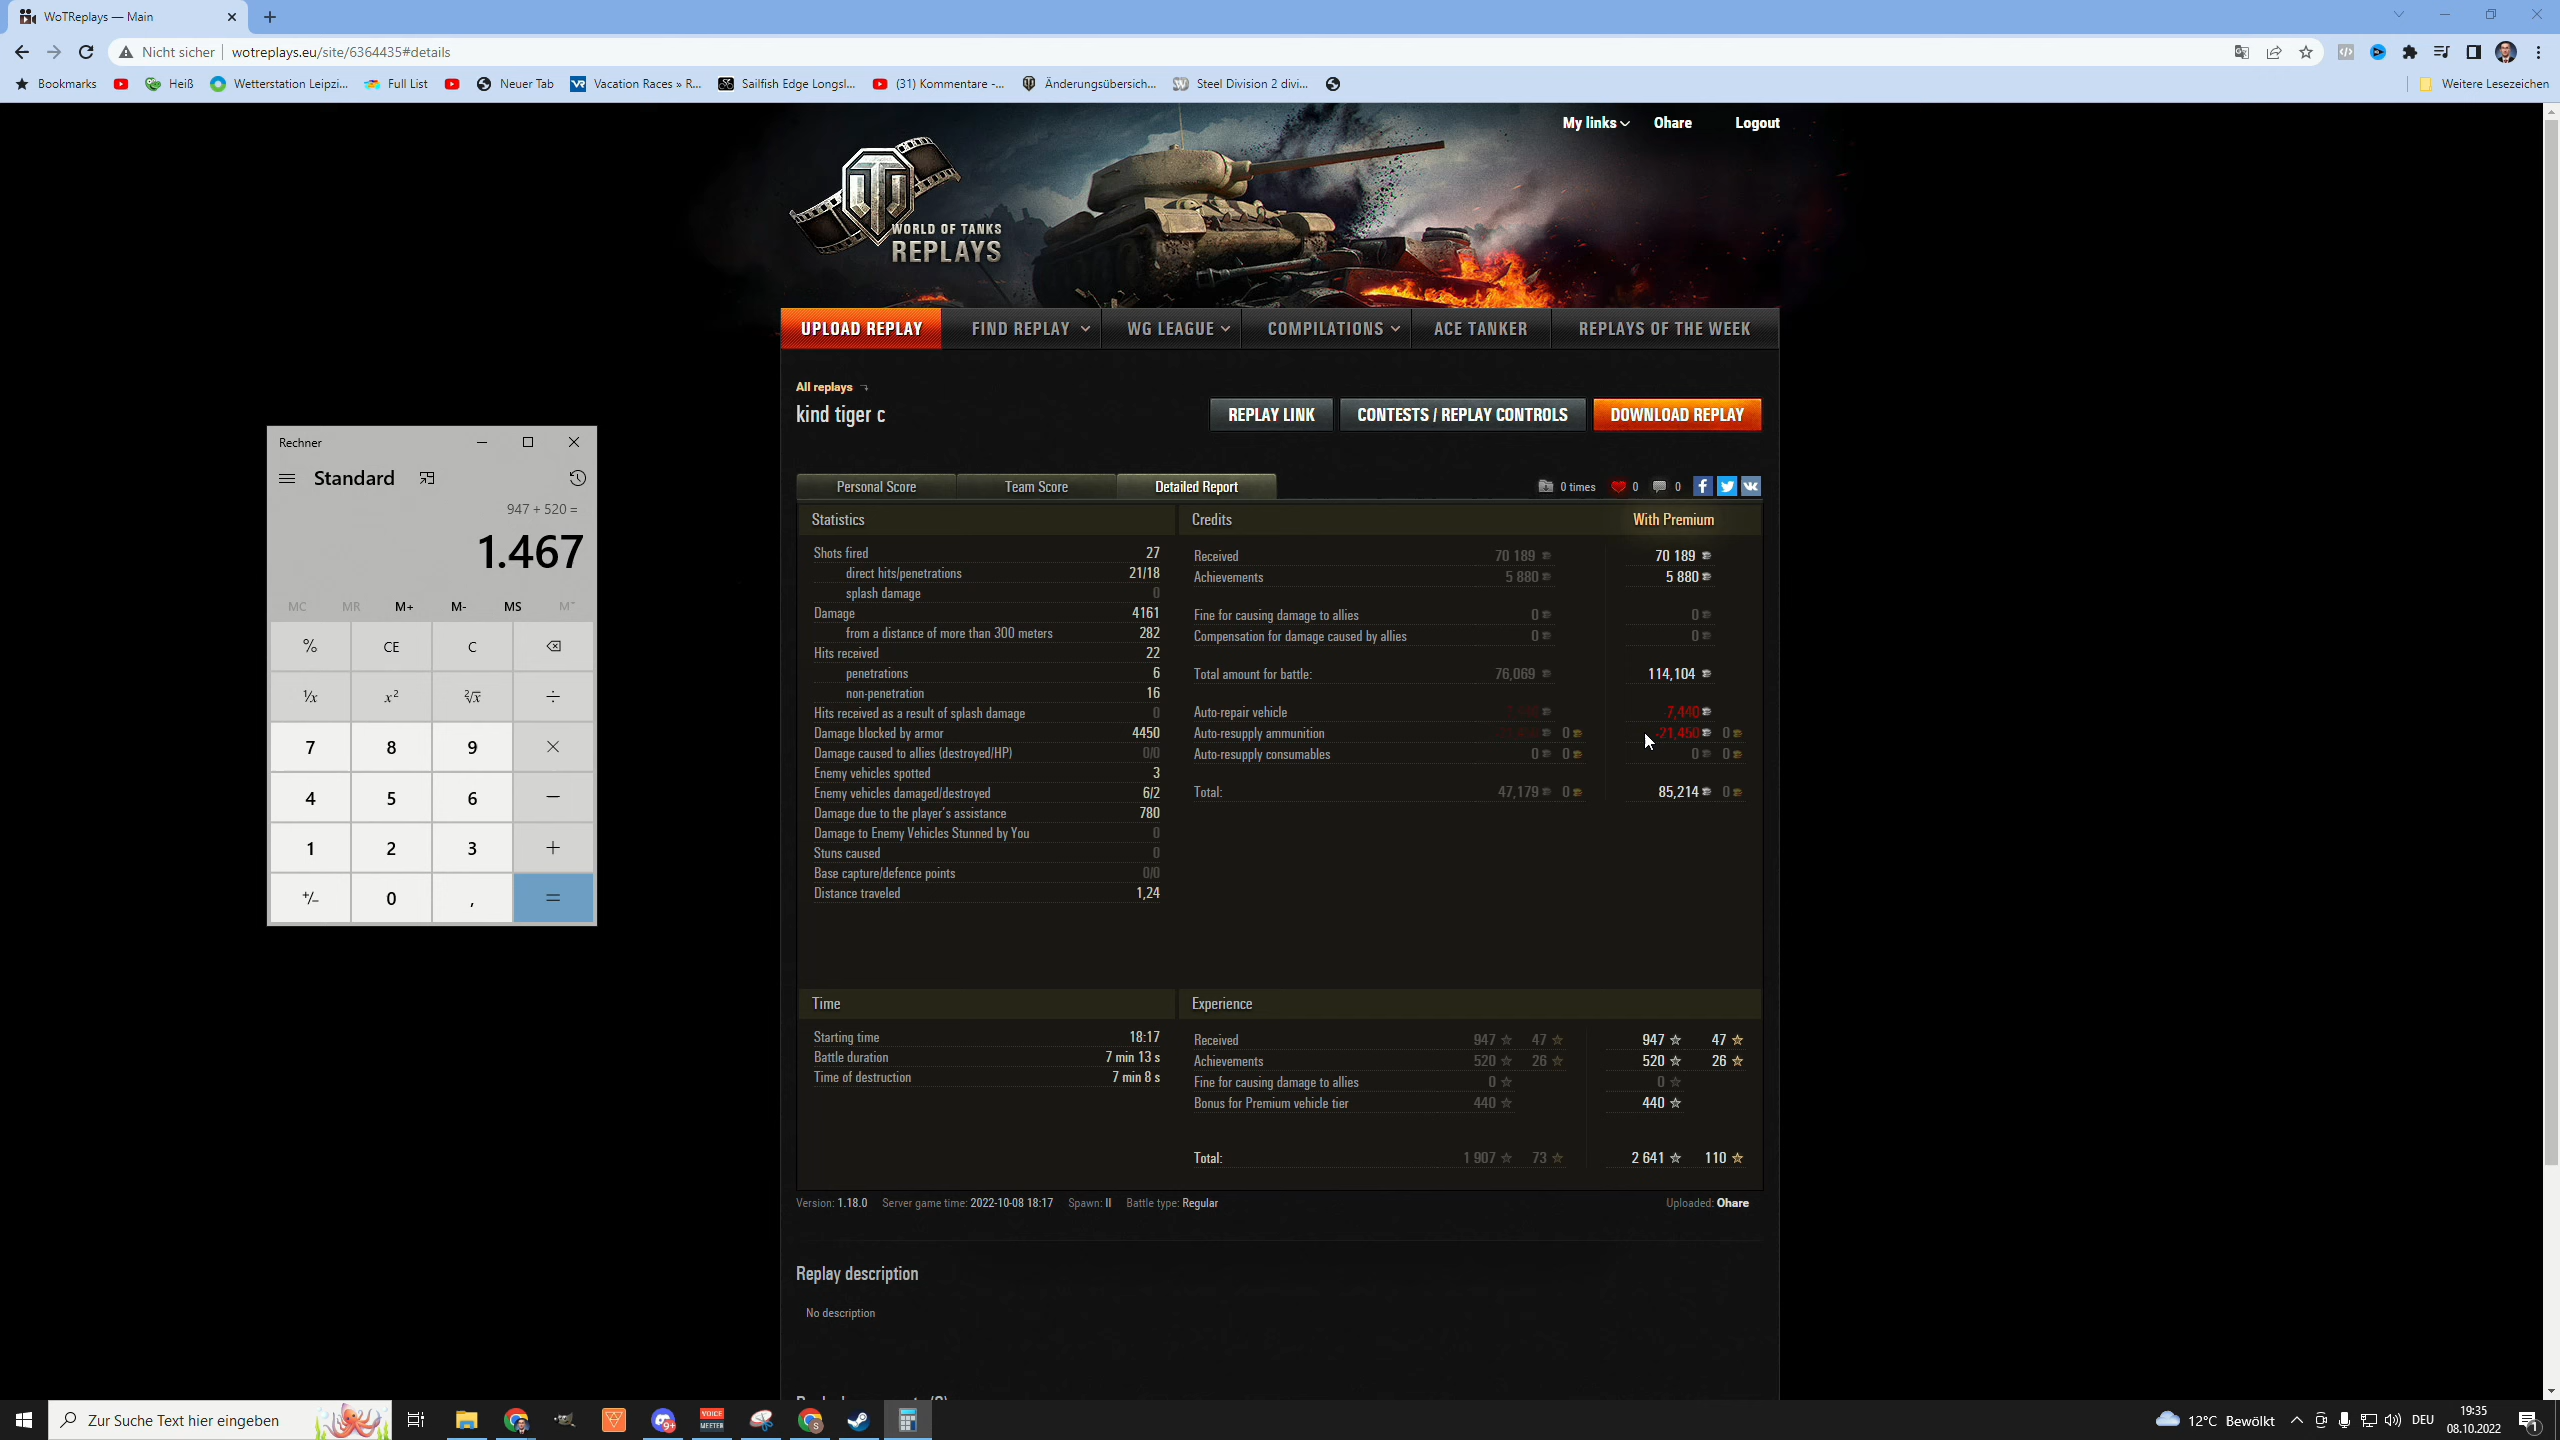 WoTReplays — Main
Nicht sicher wotreplays.eu/site/6364435#details
Bookmarks Heiß Wetterstation Leipzi... Full List Neuer Tab Vacation Races » R... Sailfish Edge Longsl... (31) Kommentare -... Änderungsübersich... Steel Division 2 divi... Weitere Lesezeichen
My links Ohare Logout
WORLD OF TANKS
REPLAYS
UPLOAD REPLAY FIND REPLAY WG LEAGUE COMPILATIONS ACE TANKER REPLAYS OF THE WEEK
All replays
kind tiger c
REPLAY LINK CONTESTS / REPLAY CONTROLS DOWNLOAD REPLAY
Personal Score Team Score Detailed Report 0 times 0 0
Statistics
Shots fired 27
direct hits/penetrations 21/18
splash damage 0
Damage 4161
from a distance of more than 300 meters 282
Hits received 22
penetrations 6
non-penetration 16
Hits received as a result of splash damage 0
Damage blocked by armor 4450
Damage caused to allies (destroyed/HP) 0/0
Enemy vehicles spotted 3
Enemy vehicles damaged/destroyed 6/2
Damage due to the player's assistance 780
Damage to Enemy Vehicles Stunned by You 0
Stuns caused 0
Base capture/defence points 0/0
Distance traveled 1,24
Credits With Premium
Received 70 189 70 189
Achievements 5 880 5 880
Fine for causing damage to allies 0 0
Compensation for damage caused by allies 0 0
Total amount for battle: 76,069 114,104
Auto-repair vehicle -7,440
Auto-resupply ammunition 0 -21,450 0
Auto-resupply consumables 0 0 0 0
Total: 47,179 0 85,214 0
Time
Starting time 18:17
Battle duration 7 min 13 s
Time of destruction 7 min 8 s
Experience
Received 947 47 947 47
Achievements 520 26 520 26
Fine for causing damage to allies 0 0
Bonus for Premium vehicle tier 440 440
Total: 1 907 73 2 641 110
Version: 1.18.0 Server game time: 2022-10-08 18:17 Spawn: II Battle type: Regular Uploaded: Ohare
Replay description
No description
Rechner
Standard
947 + 520 =
1.467
MC MR M+ M- MS M˅
% CE C
¹/x x² ²√x ÷
7 8 9 ×
4 5 6 −
1 2 3 +
+/− 0 , =
Zur Suche Text hier eingeben
VOICE
MEETER
9+
S
12°C Bewölkt
DEU
19:35
08.10.2022
1